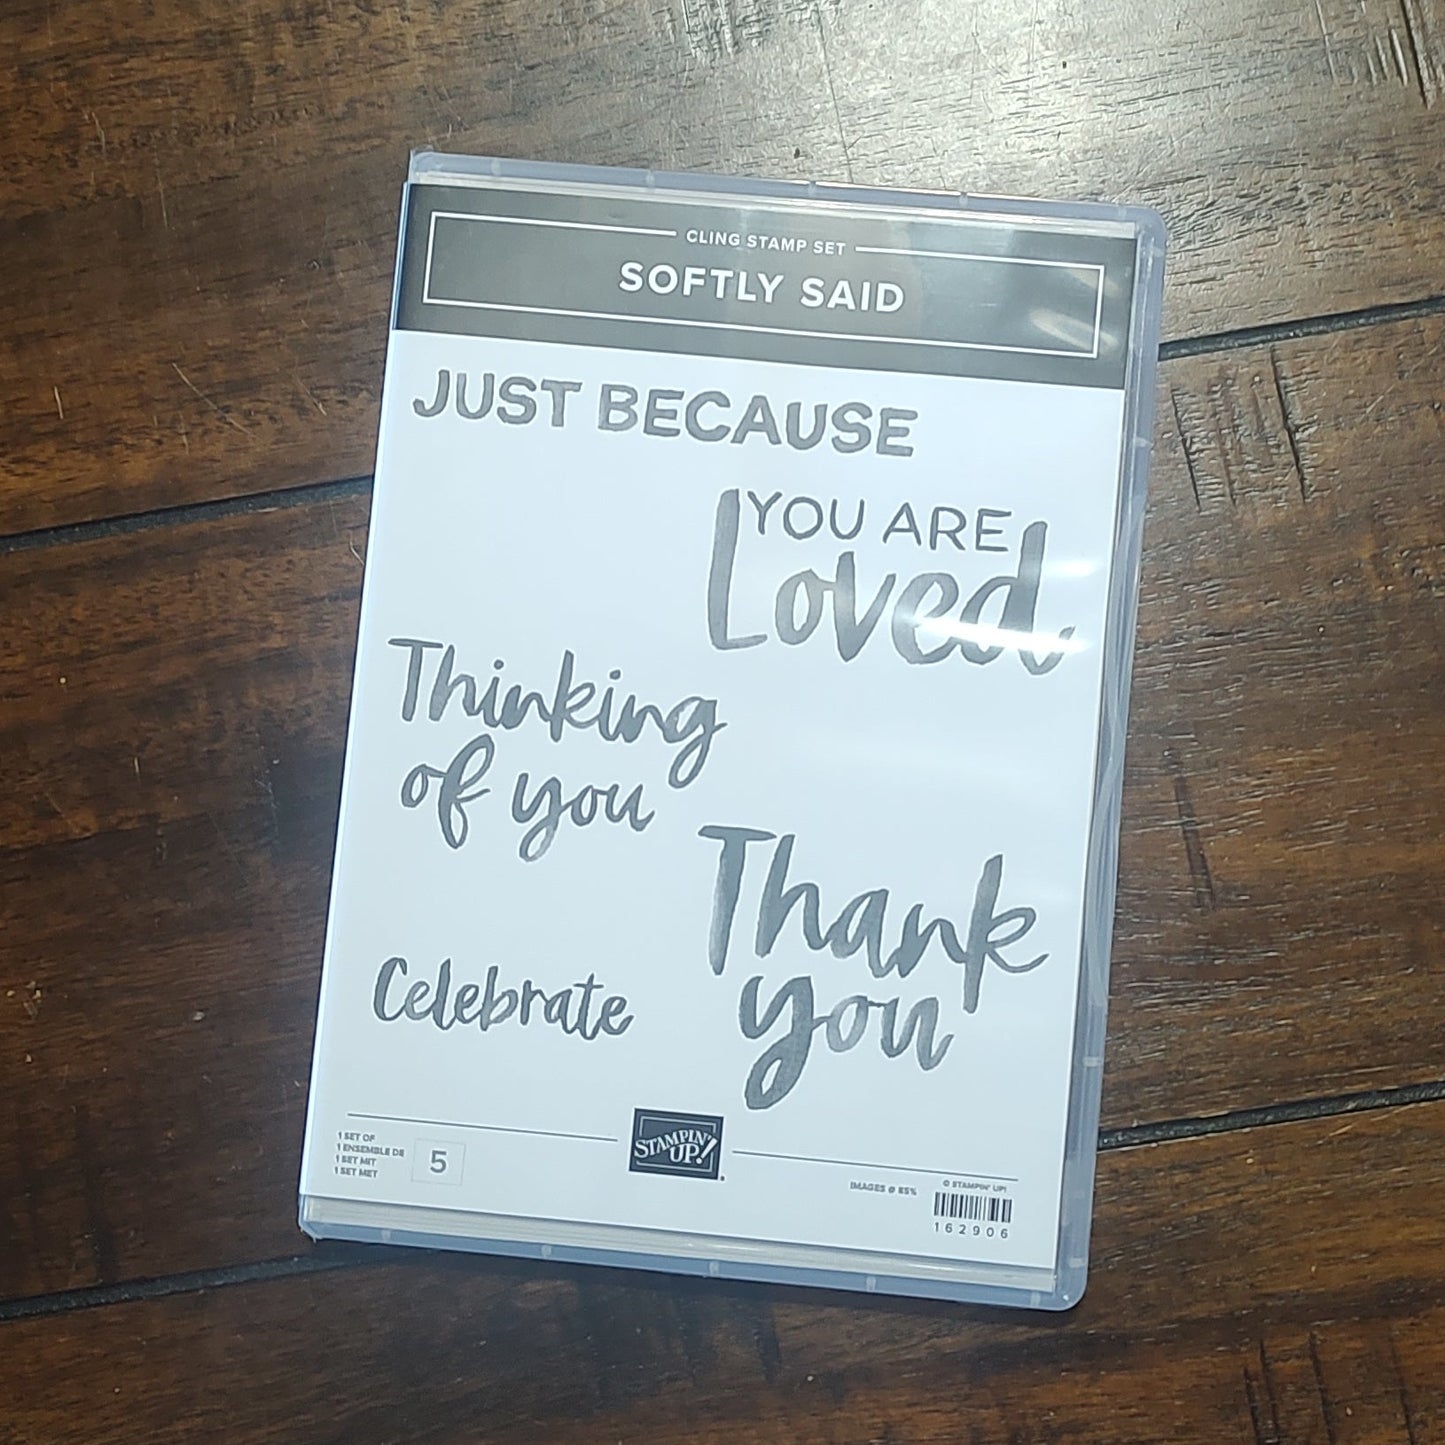 CLING STAMP SET
SOFTLY SAID
JUST BECAUSE
YOU ARE
Loved
Thinking
of you
Thank
you
Celebrate
1 SET OF
1 ENSEMBLE DE
1 SET MIT
1 SET MET
5
STAMPIN'
UP!
IMAGES @ 85%
© STAMPIN' UP!
162906